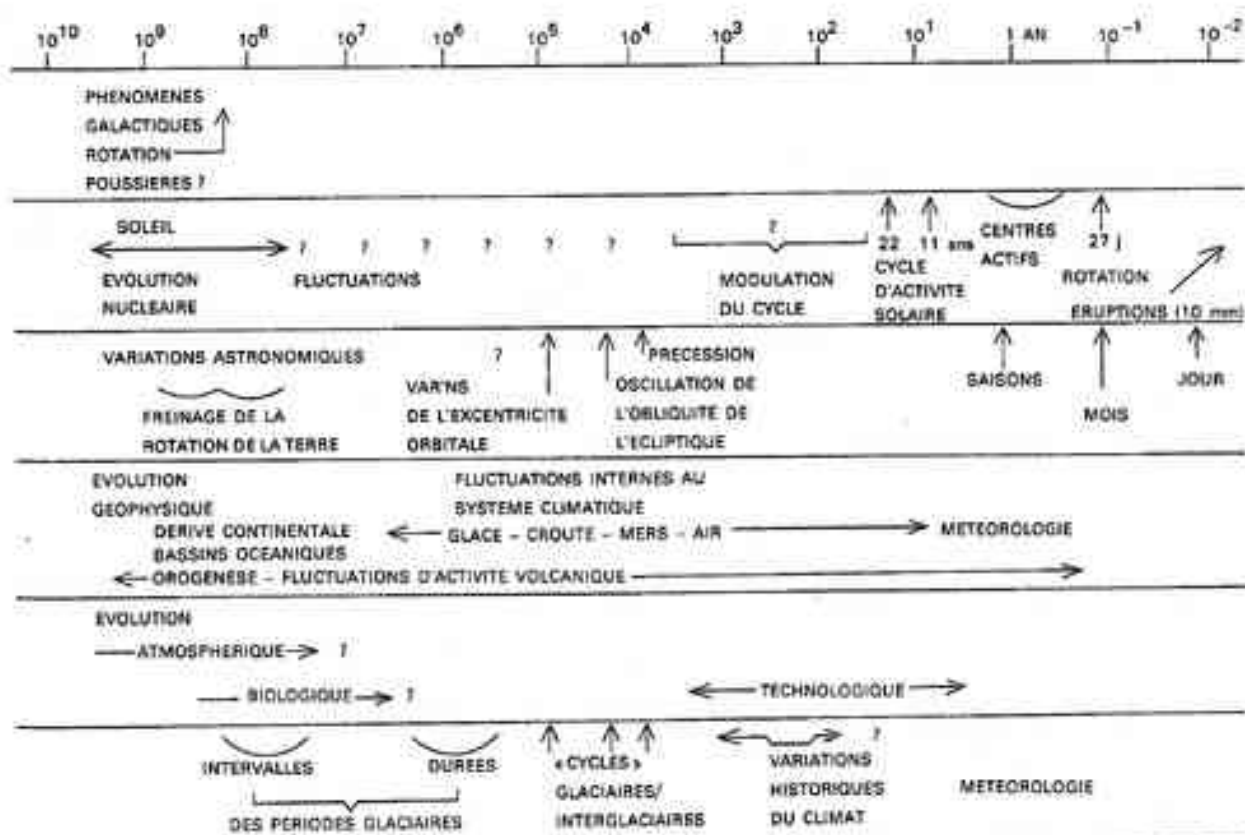 10^10 10^9 10^8 10^7 10^6 10^5 10^4 10^3 10^2 10^1 1 AN 10^-1 10^-2
PHENOMENES
GALACTIQUES
ROTATION
POUSSIERES ?
SOLEIL
EVOLUTION
NUCLEAIRE
? ? ? ? ? ?
FLUCTUATIONS
?
MODULATION
DU CYCLE
22 11 ans
CYCLE
D'ACTIVITE
SOLAIRE
CENTRES
ACTIFS
27 j
ROTATION
ERUPTIONS (10 mm)
VARIATIONS ASTRONOMIQUES
FREINAGE DE LA
ROTATION DE LA TERRE
?
VAR'NS
DE L'EXCENTRICITE
ORBITALE
PRECESSION
OSCILLATION DE
L'OBLIQUITE DE
L'ECLIPTIQUE
SAISONS
MOIS
JOUR
EVOLUTION
GEOPHYSIQUE
DERIVE CONTINENTALE
BASSINS OCEANIQUES
OROGENESE - FLUCTUATIONS D'ACTIVITE VOLCANIQUE
FLUCTUATIONS INTERNES AU
SYSTEME CLIMATIQUE
GLACE - CROUTE - MERS - AIR
METEOROLOGIE
EVOLUTION
ATMOSPHERIQUE ?
BIOLOGIQUE ?
TECHNOLOGIQUE
INTERVALLES DUREES
DES PERIODES GLACIAIRES
« CYCLES »
GLACIAIRES/
INTERGLACIAIRES
?
VARIATIONS
HISTORIQUES
DU CLIMAT
METEOROLOGIE